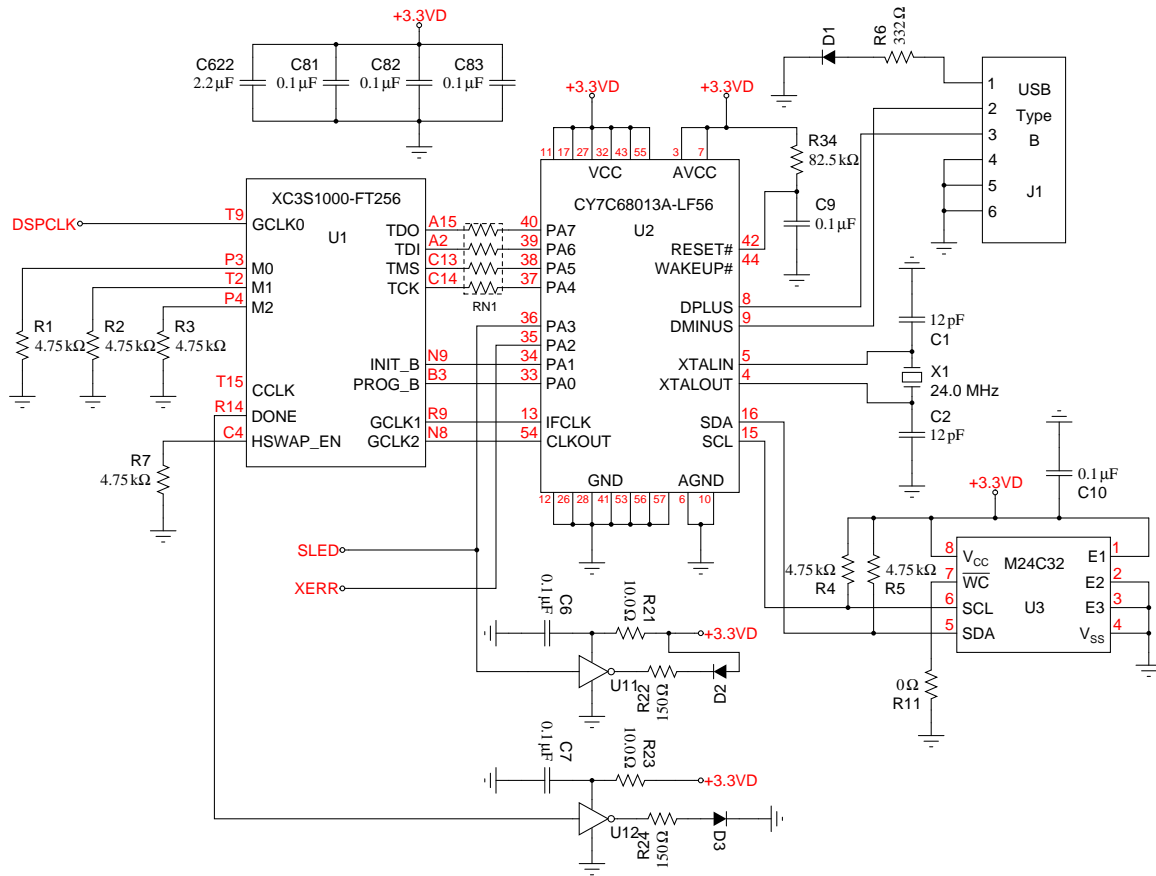 +3.3VD
C622
2.2μF
C81
0.1μF
C82
0.1μF
C83
0.1μF
D1
R6
332Ω
1
2
3
4
5
6
USB
Type
B
J1
+3.3VD
+3.3VD
11 17 27 32 43 55
VCC
3 7
AVCC
R34
82.5kΩ
C9
0.1μF
XC3S1000-FT256
U1
CY7C68013A-LF56
U2
DSPCLK
T9
GCLK0
P3
M0
T2
M1
P4
M2
T15
CCLK
R14
DONE
C4
HSWAP_EN
TDO
A15
TDI
A2
TMS
C13
TCK
C14
RN1
INIT_B
N9
PROG_B
B3
GCLK1
R9
GCLK2
N8
40
PA7
39
PA6
38
PA5
37
PA4
36
PA3
35
PA2
34
PA1
33
PA0
13
IFCLK
54
CLKOUT
RESET#
42
WAKEUP#
44
DPLUS
8
DMINUS
9
XTALIN
5
XTALOUT
4
SDA
16
SCL
15
GND
12 26 28 41 53 56 57
AGND
6 10
R1
4.75kΩ
R2
4.75kΩ
R3
4.75kΩ
R7
4.75kΩ
12pF
C1
X1
24.0 MHz
C2
12pF
0.1μF
C10
+3.3VD
M24C32
U3
8
VCC
7
WC
6
SCL
5
SDA
E1
1
E2
2
E3
3
VSS
4
4.75kΩ
R4
4.75kΩ
R5
0Ω
R11
SLED
XERR
C6
0.1μF
R21
10.0Ω
+3.3VD
U11
R22
150Ω
D2
C7
0.1μF
R23
10.0Ω
+3.3VD
U12
R24
150Ω
D3